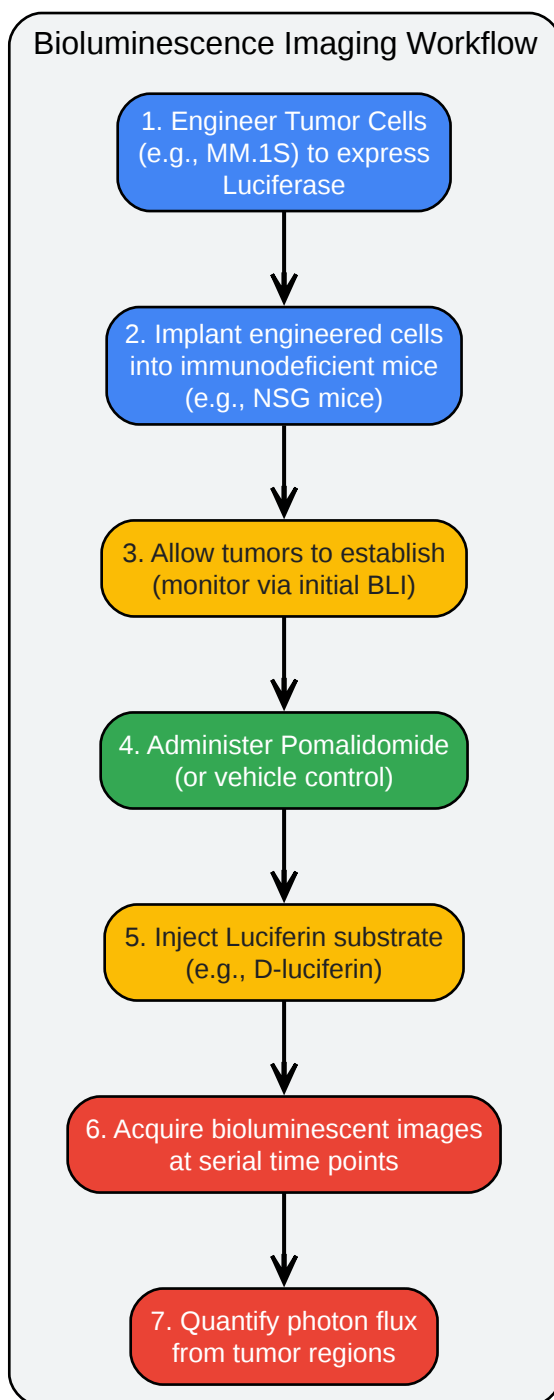 Bioluminescence Imaging Workflow
1. Engineer Tumor Cells
(e.g., MM.1S) to express
Luciferase
2. Implant engineered cells
into immunodeficient mice
(e.g., NSG mice)
3. Allow tumors to establish
(monitor via initial BLI)
4. Administer Pomalidomide
(or vehicle control)
5. Inject Luciferin substrate
(e.g., D-luciferin)
6. Acquire bioluminescent images
at serial time points
7. Quantify photon flux
from tumor regions